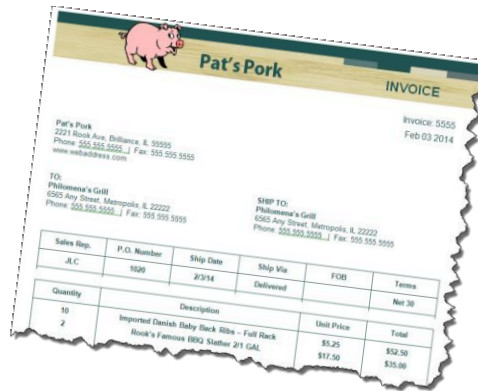 Pat's Pork
INVOICE
Invoice: 5555
Feb 03 2014
Pat's Pork
2221 Rook Ave, Brilliance, IL 55595
Phone: 555.555.5555 | Fax: 555.555.5555
www.webaddress.com
TO:
Philomena's Grill
6565 Any Street, Metropolis, IL 22222
Phone: 555.555.5555 | Fax: 555.555.5555
SHIP TO:
Philomena's Grill
6565 Any Street, Metropolis, IL 22222
Phone: 555.555.5555 | Fax: 555.555.5555
Sales Rep. P.O. Number Ship Date Ship Via FOB Terms
JLC 1020 2/3/14 Delivered Net 30
Quantity Description Unit Price Total
10 Imported Danish Baby Back Ribs – Full Rack $5.25 $52.50
2 Rook's Famous BBQ Slather 2/1 GAL $17.50 $35.00